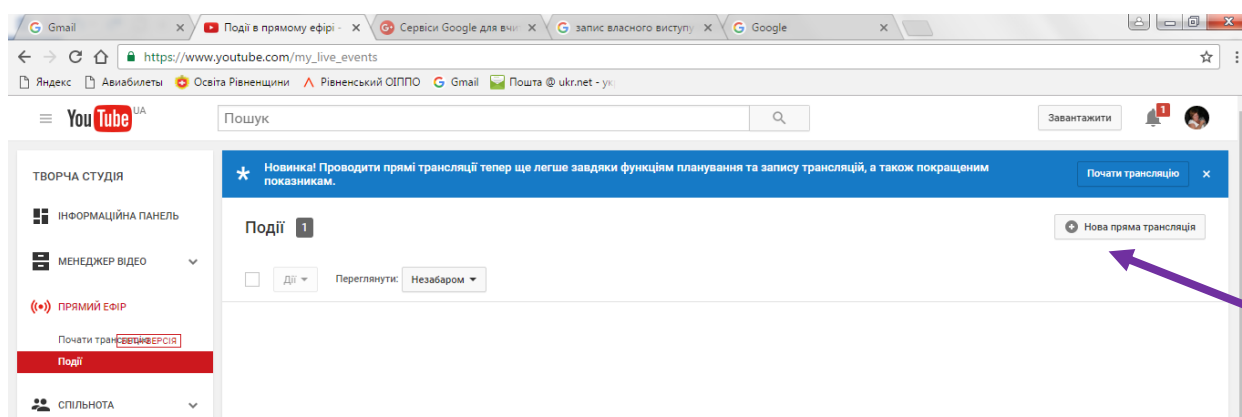 Gmail
Події в прямому ефірі -
Сервіси Google для вчи
запис власного виступу
Google
https://www.youtube.com/my_live_events
Яндекс Авиабилеты Освіта Рівненщини Рівненський ОІППО Gmail Пошта @ ukr.net - ук
YouTube UA
Пошук
Завантажити
1
ТВОРЧА СТУДІЯ
Новинка! Проводити прямі трансляції тепер ще легше завдяки функціям планування та запису трансляцій, а також покращеним
показникам.
Почати трансляцію
ІНФОРМАЦІЙНА ПАНЕЛЬ
Події 1
Нова пряма трансляція
МЕНЕДЖЕР ВІДЕО
Дії
Переглянути:
Незабаром
ПРЯМИЙ ЕФІР
Почати
Події
СПІЛЬНОТА